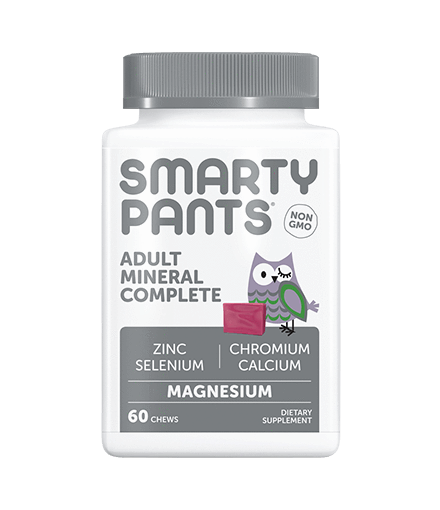 SMARTY
PANTS®
NON
GMO
ADULT
MINERAL
COMPLETE
ZINC
SELENIUM
CHROMIUM
CALCIUM
MAGNESIUM
60 CHEWS
DIETARY
SUPPLEMENT